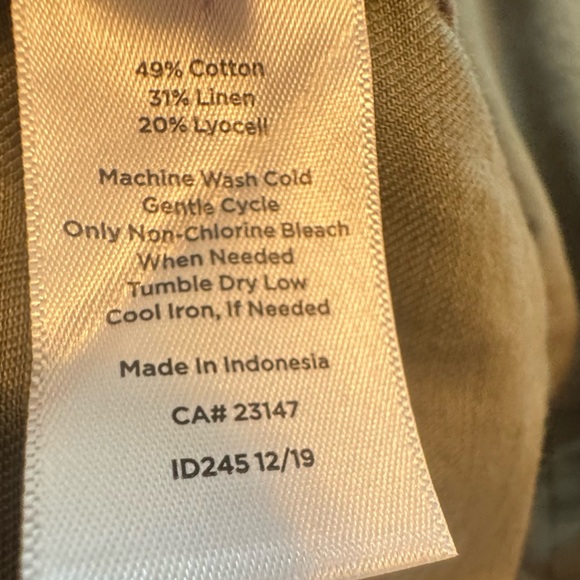 49% Cotton
31% Linen
20% Lyocell
Machine Wash Cold
Gentle Cycle
Only Non-Chlorine Bleach
When Needed
Tumble Dry Low
Cool Iron, If Needed
Made In Indonesia
CA# 23147
ID245 12/19